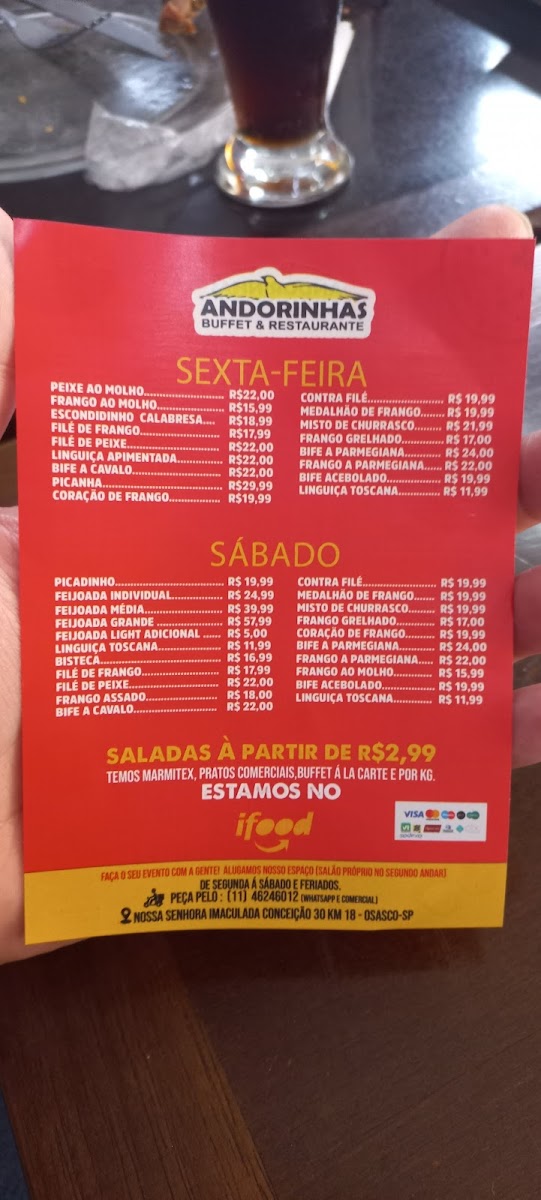 ANDORINHAS
BUFFET & RESTAURANTE
SEXTA-FEIRA
PEIXE AO MOLHO........................ R$22,00
FRANGO AO MOLHO.................... R$15,99
ESCONDIDINHO CALABRESA.... R$18,99
FILÉ DE FRANGO......................... R$17,99
FILÉ DE PEIXE............................ R$22,00
LINGUIÇA APIMENTADA.............. R$22,00
BIFE A CAVALO........................... R$22,00
PICANHA.................................... R$29,99
CORAÇÃO DE FRANGO............... R$19,99
CONTRA FILÉ....................... R$ 19,99
MEDALHÃO DE FRANGO....... R$ 19,99
MISTO DE CHURRASCO........ R$ 21,99
FRANGO GRELHADO............ R$ 17,00
BIFE A PARMEGIANA........... R$ 24,00
FRANGO A PARMEGIANA..... R$ 22,00
BIFE ACEBOLADO................ R$ 19,99
LINGUIÇA TOSCANA............. R$ 11,99
SÁBADO
PICADINHO................................ R$ 19,99
FEIJOADA INDIVIDUAL............... R$ 24,99
FEIJOADA MÉDIA....................... R$ 39,99
FEIJOADA GRANDE .................... R$ 57,99
FEIJOADA LIGHT ADICIONAL ...... R$ 5,00
LINGUIÇA TOSCANA................... R$ 11,99
BISTECA.................................... R$ 16,99
FILÉ DE FRANGO........................ R$ 17,99
FILÉ DE PEIXE............................ R$ 22,00
FRANGO ASSADO....................... R$ 18,00
BIFE A CAVALO.......................... R$ 22,00
CONTRA FILÉ....................... R$ 19,99
MEDALHÃO DE FRANGO...... R$ 19,99
MISTO DE CHURRASCO........ R$ 19,99
FRANGO GRELHADO............ R$ 17,00
CORAÇÃO DE FRANGO......... R$ 19,99
BIFE A PARMEGIANA........... R$ 24,00
FRANGO A PARMEGIANA.... R$ 22,00
FRANGO AO MOLHO........... R$ 15,99
BIFE ACEBOLADO................ R$ 19,99
LINGUIÇA TOSCANA............ R$ 11,99
SALADAS À PARTIR DE R$2,99
TEMOS MARMITEX, PRATOS COMERCIAIS,BUFFET Á LA CARTE E POR KG.
ESTAMOS NO
ifood
VISA
FAÇA O SEU EVENTO COM A GENTE! ALUGAMOS NOSSO ESPAÇO (SALÃO PRÓPRIO NO SEGUNDO ANDAR)
DE SEGUNDA Á SÁBADO E FERIADOS.
PEÇA PELO : (11) 46246012 (WHATSAPP E COMERCIAL)
NOSSA SENHORA IMACULADA CONCEIÇÃO 30 KM 18 - OSASCO-SP